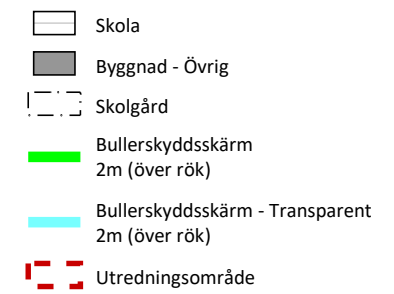 Skola
Byggnad - Övrig
Skolgård
Bullerskyddsskärm
2m (över rök)
Bullerskyddsskärm - Transparent
2m (över rök)
Utredningsområde